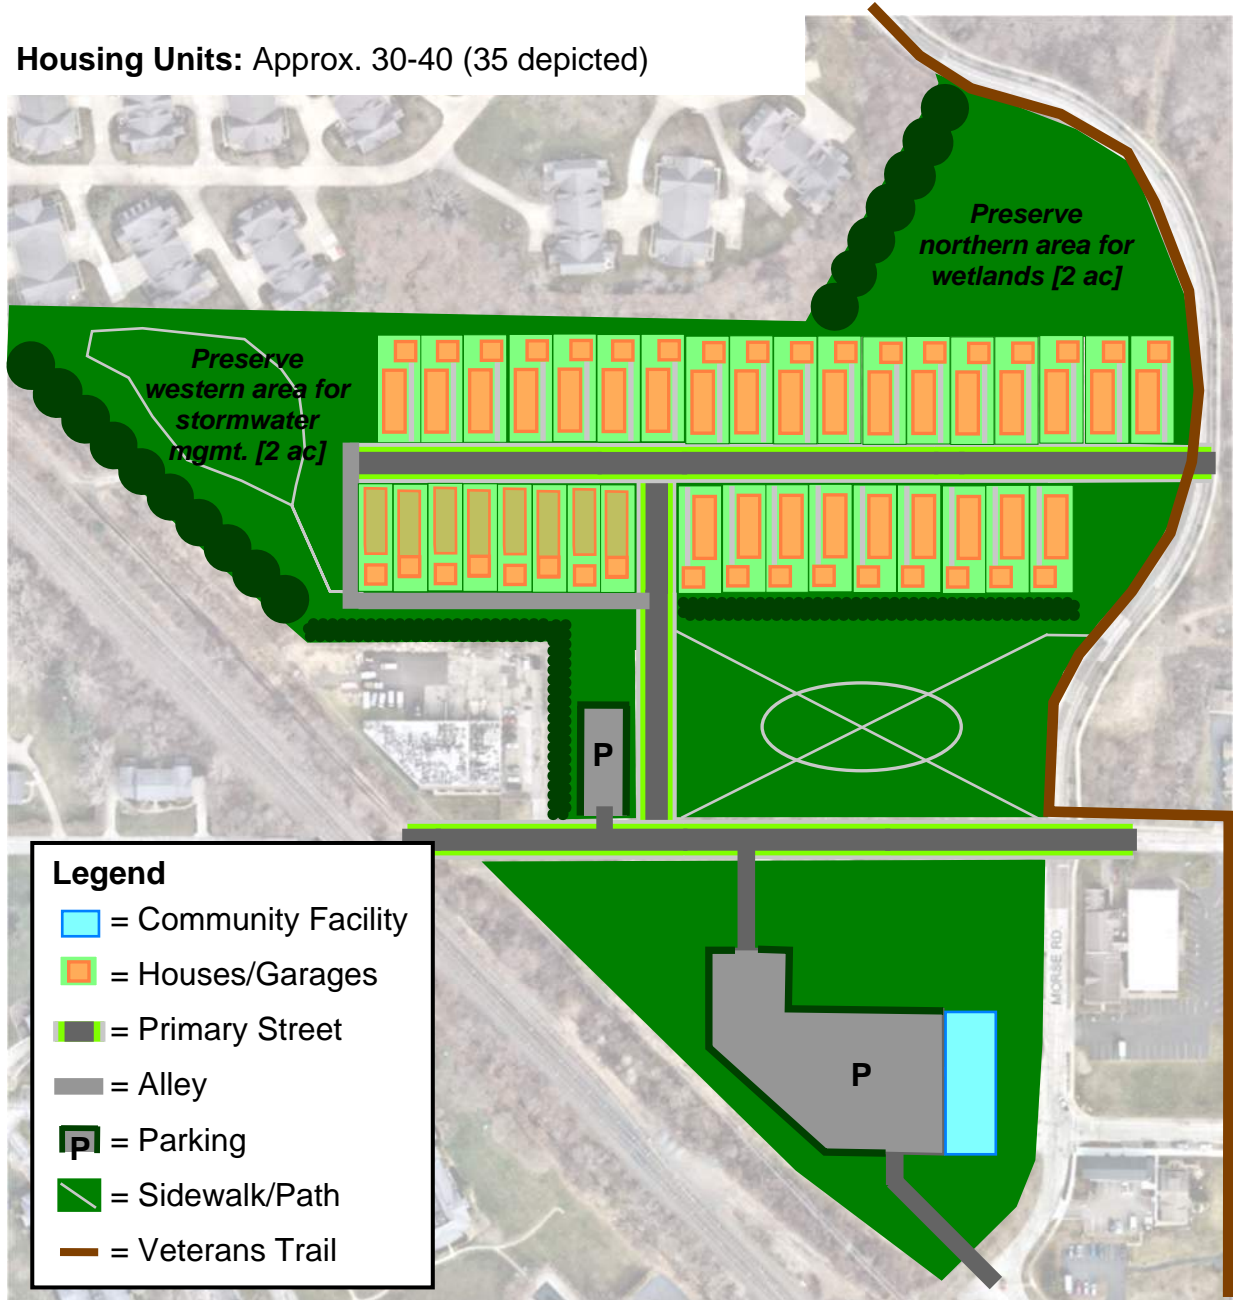 Housing Units: Approx. 30-40 (35 depicted)
Preserve
northern area for
wetlands [2 ac]
Preserve
western area for
stormwater
mgmt. [2 ac]
P
MORSE RD.
P
Legend
= Community Facility
= Houses/Garages
= Primary Street
= Alley
P = Parking
= Sidewalk/Path
= Veterans Trail